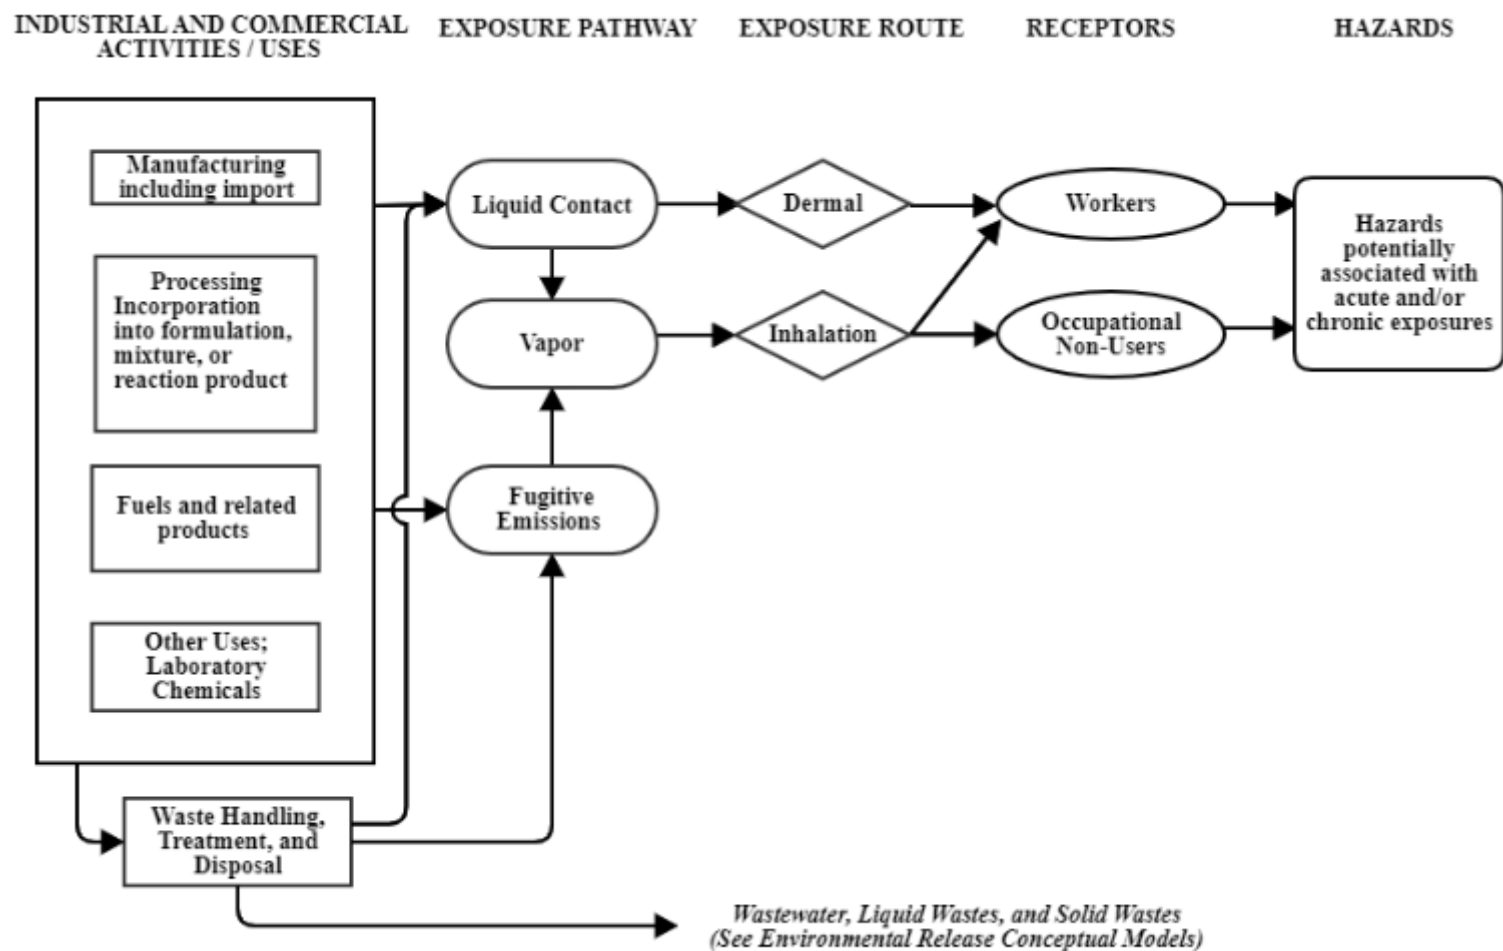 INDUSTRIAL AND COMMERCIAL
ACTIVITIES / USES
EXPOSURE PATHWAY
EXPOSURE ROUTE
RECEPTORS
HAZARDS
Manufacturing
including import
Processing
Incorporation
into formulation,
mixture, or
reaction product
Fuels and related
products
Other Uses;
Laboratory
Chemicals
Waste Handling,
Treatment, and
Disposal
Liquid Contact
Vapor
Fugitive
Emissions
Dermal
Inhalation
Workers
Occupational
Non-Users
Hazards
potentially
associated with
acute and/or
chronic exposures
Wastewater, Liquid Wastes, and Solid Wastes
(See Environmental Release Conceptual Models)